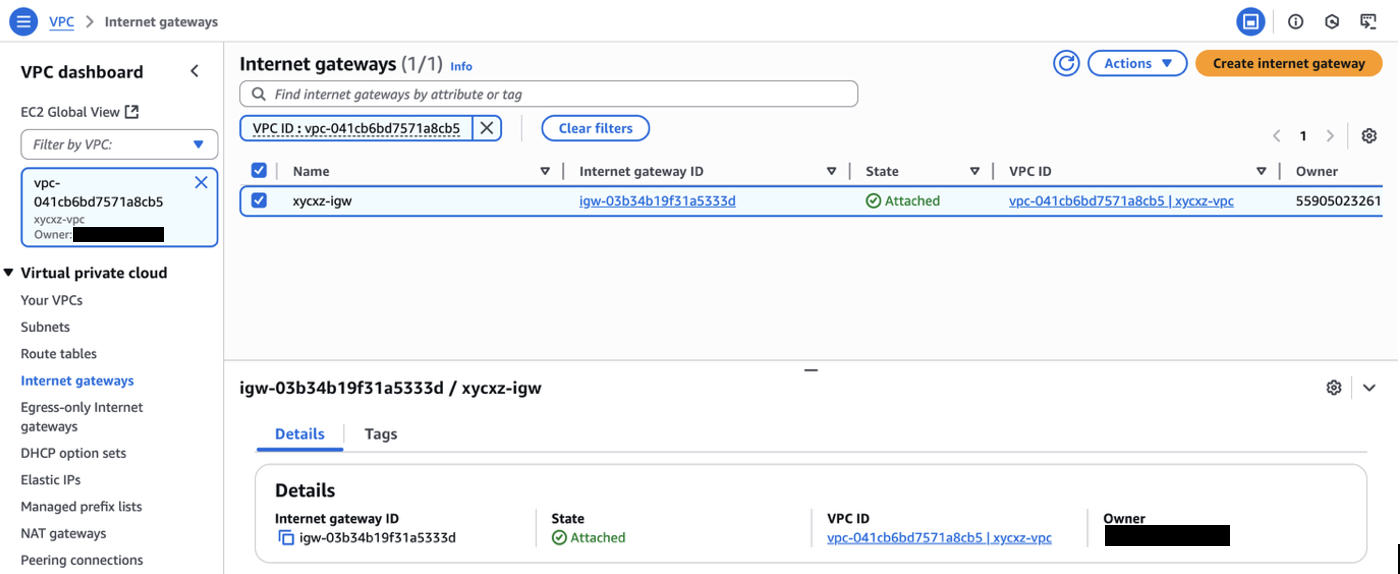 VPC > Internet gateways
VPC dashboard
EC2 Global View
Filter by VPC:
vpc-
041cb6bd7571a8cb5
xycxz-vpc
Owner:
Virtual private cloud
Your VPCs
Subnets
Route tables
Internet gateways
Egress-only Internet
gateways
DHCP option sets
Elastic IPs
Managed prefix lists
NAT gateways
Peering connections
Internet gateways (1/1) Info
Actions
Create internet gateway
Find internet gateways by attribute or tag
VPC ID : vpc-041cb6bd7571a8cb5
Clear filters
1
Name Internet gateway ID State VPC ID Owner
xycxz-igw igw-03b34b19f31a5333d Attached vpc-041cb6bd7571a8cb5 | xycxz-vpc 55905023261
igw-03b34b19f31a5333d / xycxz-igw
Details Tags
Details
Internet gateway ID State VPC ID Owner
igw-03b34b19f31a5333d Attached vpc-041cb6bd7571a8cb5 | xycxz-vpc